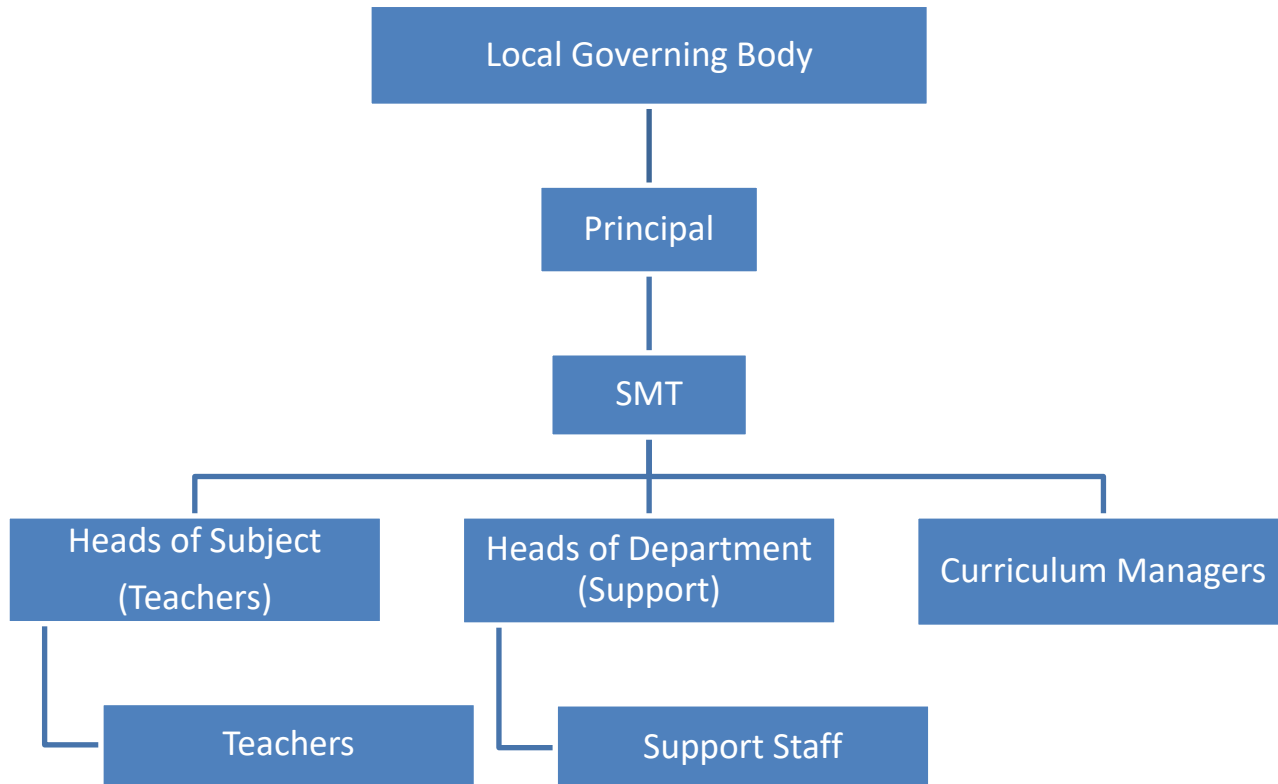 Local Governing Body
Principal
SMT
Heads of Subject
(Teachers)
Heads of Department
(Support)
Curriculum Managers
Teachers
Support Staff